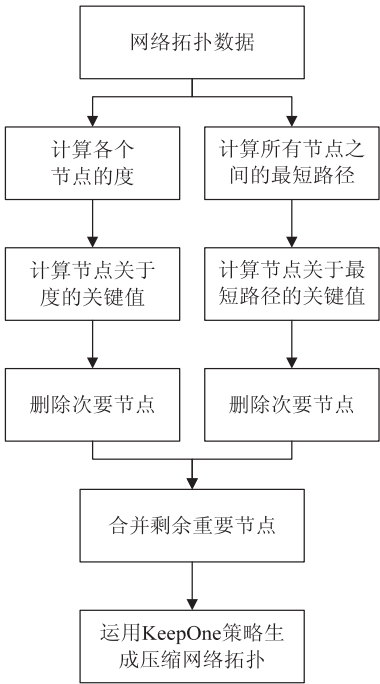 网络拓扑数据
计算各个
节点的度
计算所有节点之
间的最短路径
计算节点关于
度的关键值
计算节点关于最
短路径的关键值
删除次要节点
删除次要节点
合并剩余重要节点
运用KeepOne策略生
成压缩网络拓扑